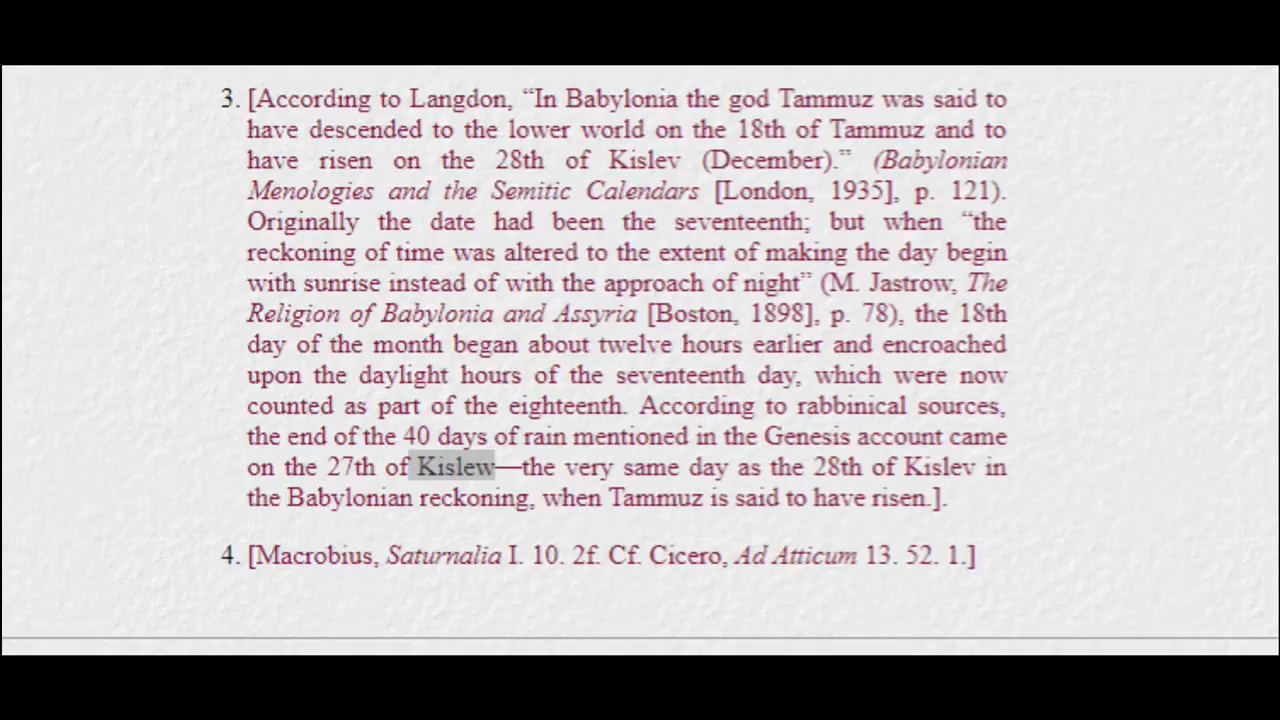 3. [According to Langdon, “In Babylonia the god Tammuz was said to
have descended to the lower world on the 18th of Tammuz and to
have risen on the 28th of Kislev (December).” (Babylonian
Menologies and the Semitic Calendars [London, 1935], p. 121).
Originally the date had been the seventeenth; but when “the
reckoning of time was altered to the extent of making the day begin
with sunrise instead of with the approach of night” (M. Jastrow, The
Religion of Babylonia and Assyria [Boston, 1898], p. 78), the 18th
day of the month began about twelve hours earlier and encroached
upon the daylight hours of the seventeenth day, which were now
counted as part of the eighteenth. According to rabbinical sources,
the end of the 40 days of rain mentioned in the Genesis account came
on the 27th of Kislew—the very same day as the 28th of Kislev in
the Babylonian reckoning, when Tammuz is said to have risen.].
4. [Macrobius, Saturnalia I. 10. 2f. Cf. Cicero, Ad Atticum 13. 52. 1.]